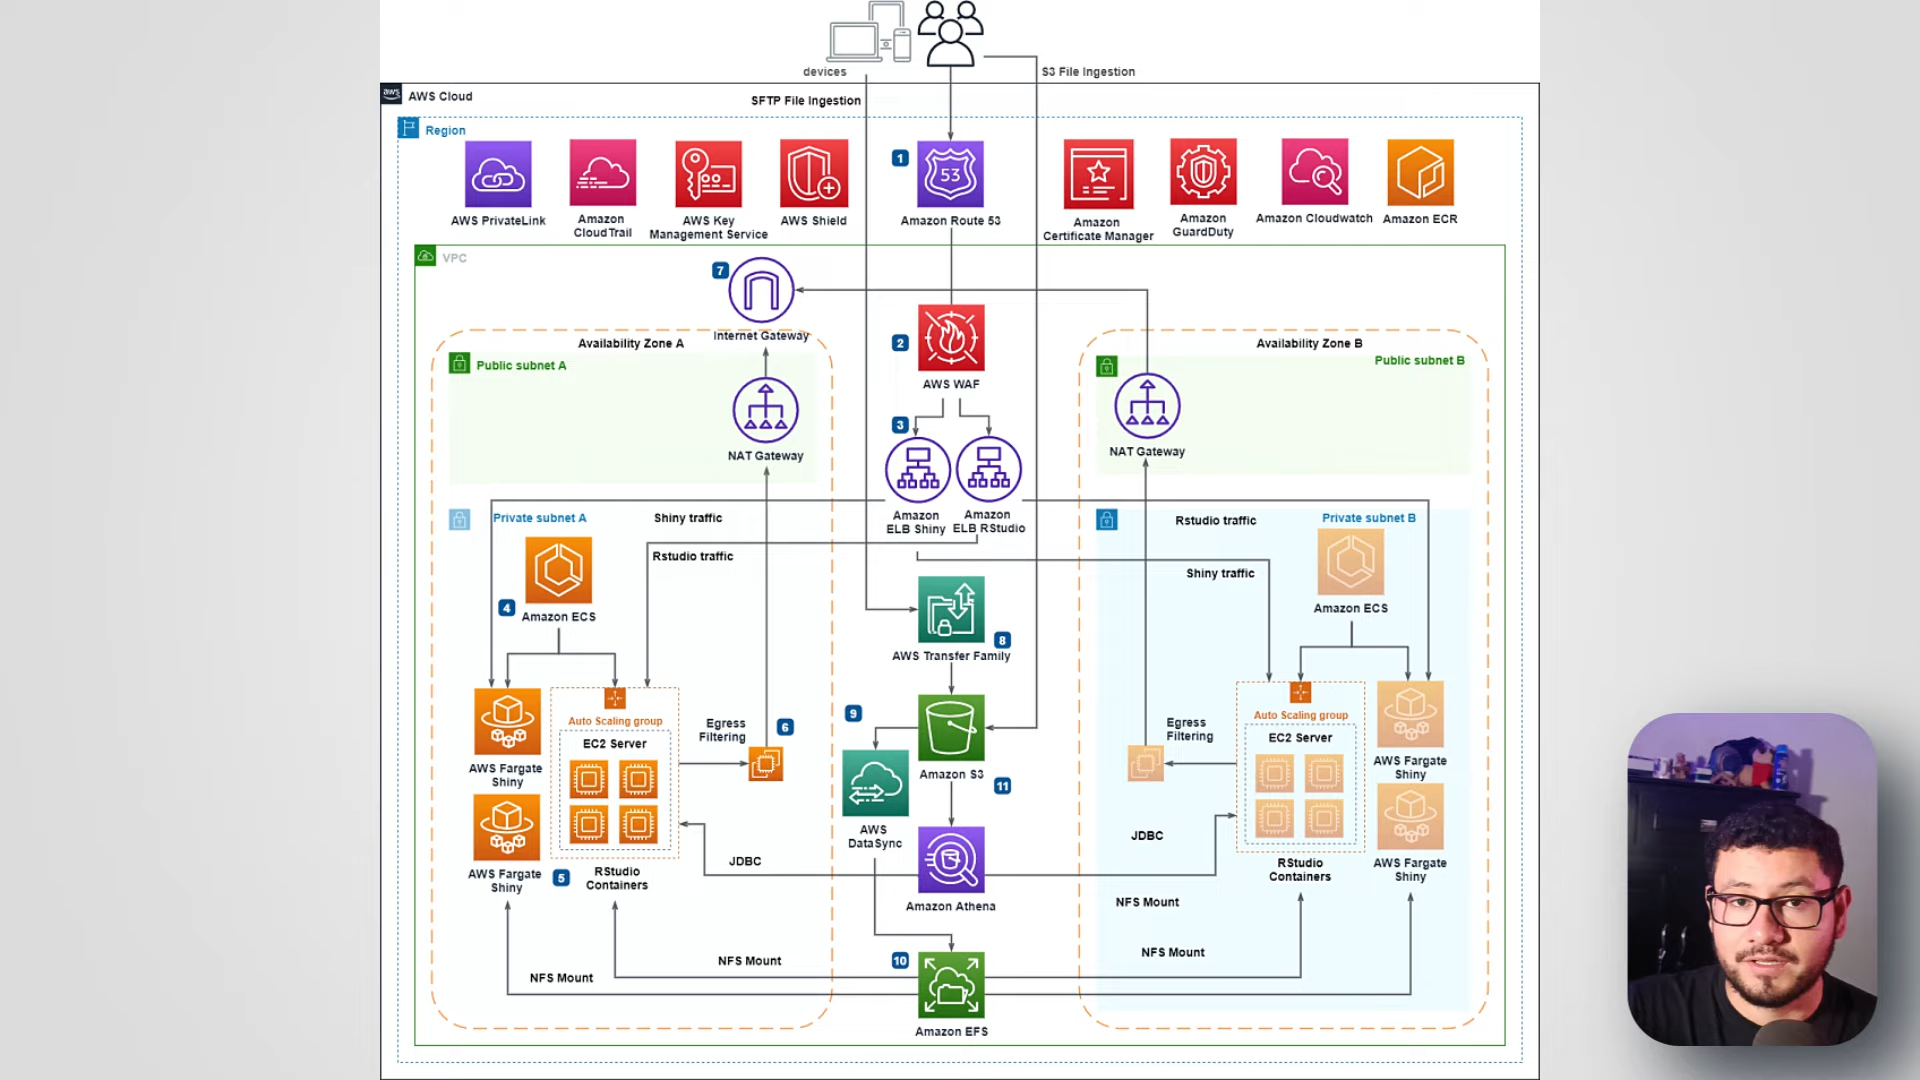 devices
S3 File Ingestion
aws
AWS Cloud
SFTP File Ingestion
Region
1
53
AWS PrivateLink
Amazon
CloudTrail
AWS Key
Management Service
AWS Shield
Amazon Route 53
Amazon
Certificate Manager
Amazon
GuardDuty
Amazon Cloudwatch
Amazon ECR
VPC
7
Internet Gateway
Availability Zone A
2
Availability Zone B
Public subnet A
Public subnet B
AWS WAF
3
NAT Gateway
NAT Gateway
Private subnet A
Shiny traffic
Amazon
ELB Shiny
Amazon
ELB RStudio
Rstudio traffic
Private subnet B
Rstudio traffic
Shiny traffic
4
Amazon ECS
Amazon ECS
8
AWS Transfer Family
Auto Scaling group
EC2 Server
Egress
Filtering
6
9
Egress
Filtering
Auto Scaling group
EC2 Server
AWS Fargate
Shiny
Amazon S3
11
AWS Fargate
Shiny
AWS
DataSync
JDBC
JDBC
AWS Fargate
Shiny
5
RStudio
Containers
Amazon Athena
RStudio
Containers
AWS Fargate
Shiny
NFS Mount
NFS Mount
NFS Mount
10
NFS Mount
Amazon EFS